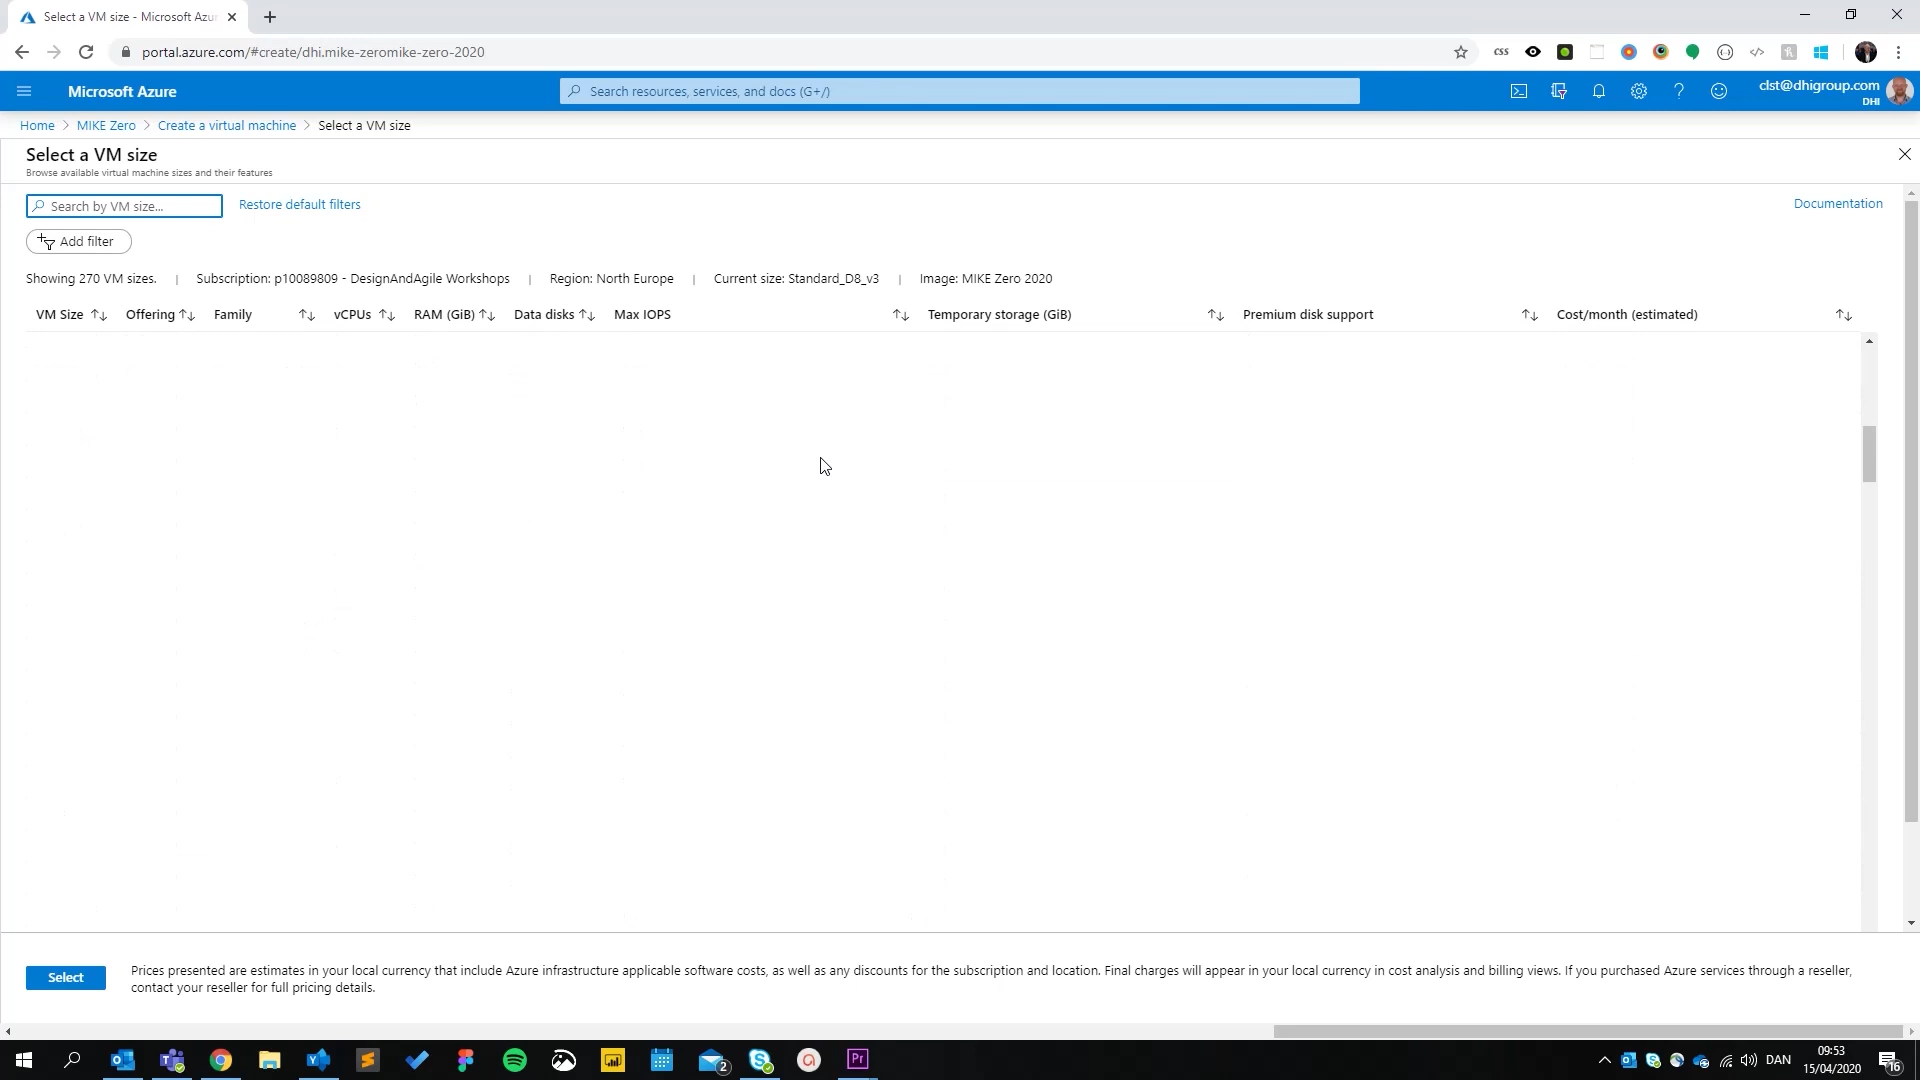 Select a VM size - Microsoft Azur
portal.azure.com/#create/dhi.mike-zeromike-zero-2020
css
Microsoft Azure
Search resources, services, and docs (G+/)
clst@dhigroup.com
DHI
Home > MIKE Zero > Create a virtual machine > Select a VM size
Select a VM size
Browse available virtual machine sizes and their features
Search by VM size...
Restore default filters
Documentation
Add filter
Showing 270 VM sizes. | Subscription: p10089809 - DesignAndAgile Workshops | Region: North Europe | Current size: Standard_D8_v3 | Image: MIKE Zero 2020
VM Size Offering Family vCPUs RAM (GiB) Data disks Max IOPS Temporary storage (GiB) Premium disk support Cost/month (estimated)
Select
Prices presented are estimates in your local currency that include Azure infrastructure applicable software costs, as well as any discounts for the subscription and location. Final charges will appear in your local currency in cost analysis and billing views. If you purchased Azure services through a reseller,
contact your reseller for full pricing details.
2
Pr
DAN
09:53
15/04/2020
16